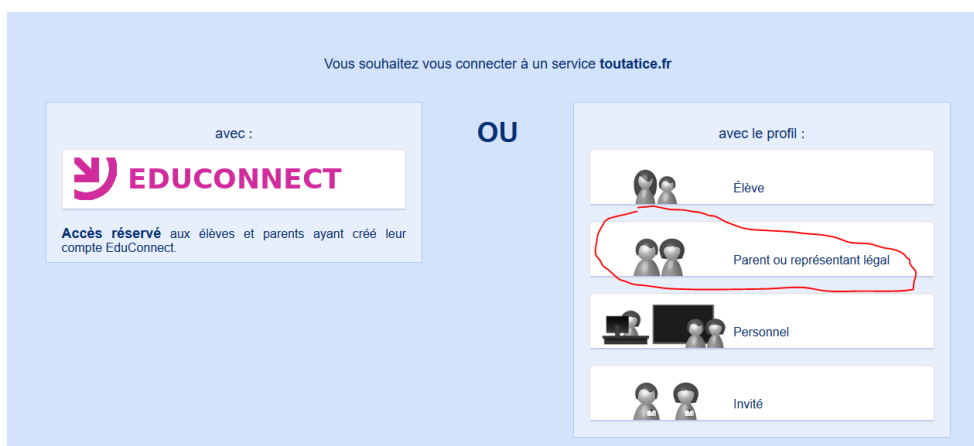 Vous souhaitez vous connecter à un service toutatice.fr
avec :
EDUCONNECT
Accès réservé aux élèves et parents ayant créé leur
compte EduConnect.
OU
avec le profil :
Élève
Parent ou représentant légal
Personnel
Invité